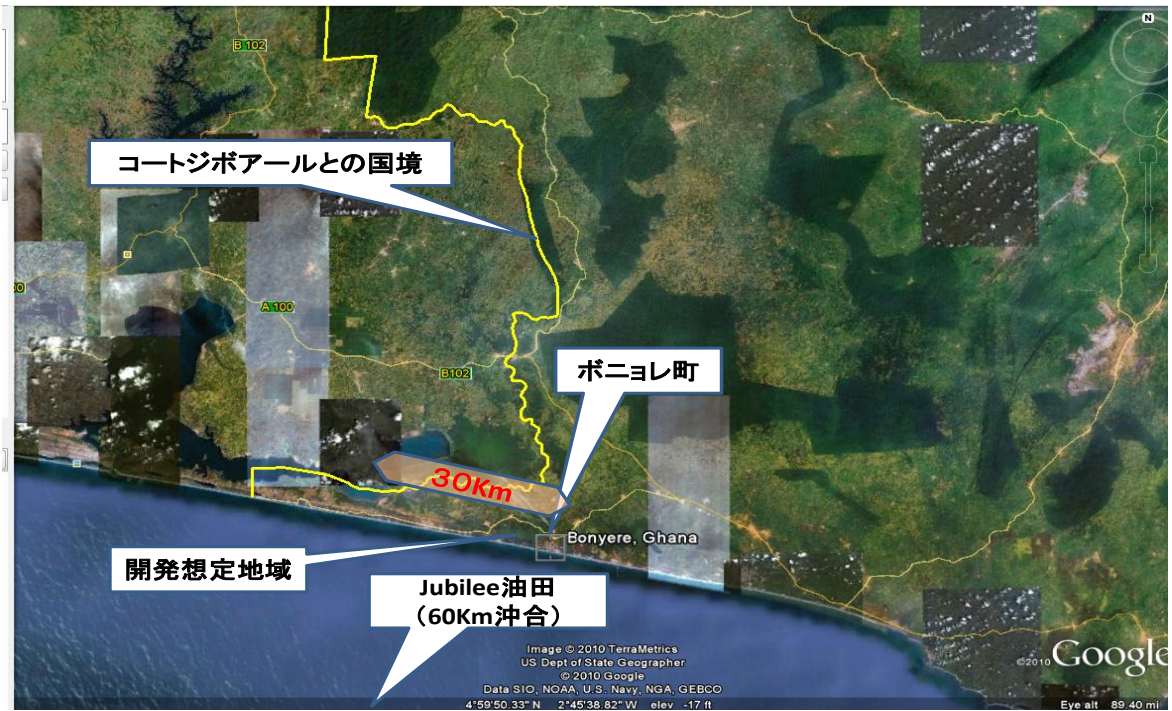 N
B 102
コートジボアールとの国境
A 100
B102
ボニョレ町
30Km
Bonyere, Ghana
開発想定地域
Jubilee油田
（60Km沖合）
Image © 2010 TerraMetrics
US Dept of State Geographer
© 2010 Google
Data SIO, NOAA, U.S. Navy, NGA, GEBCO
©2010 Google
4°59'50.33" N 2°45'38.82" W elev -17 ft
Eye alt 89.40 mi